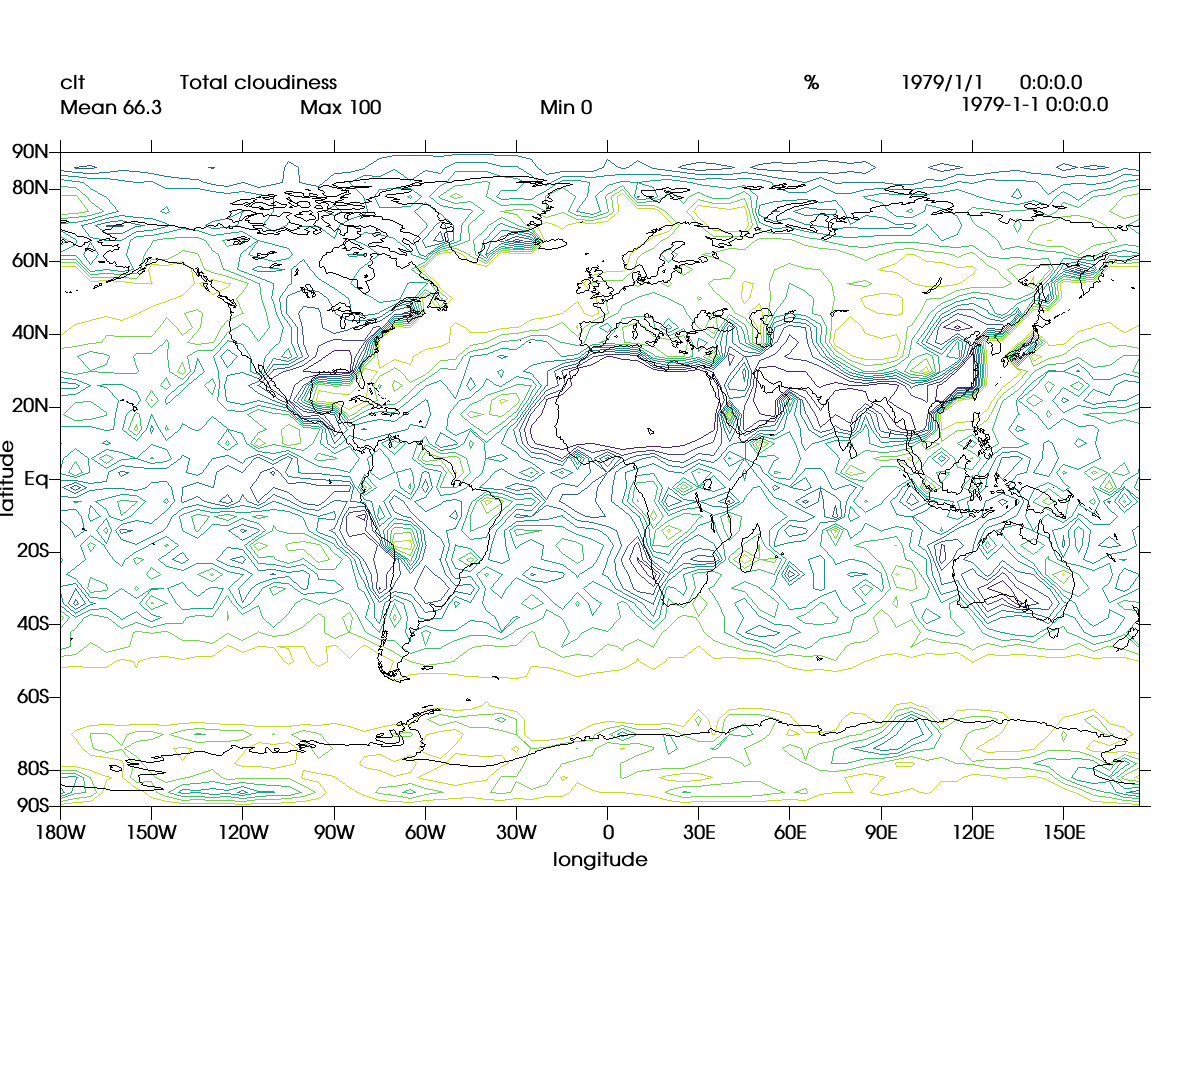 clt Total cloudiness % 1979/1/1 0:0:0.0
Mean 66.3 Max 100 Min 0 1979-1-1 0:0:0.0
90N
80N
60N
40N
20N
Eq
20S
40S
60S
80S
90S
latitude
180W 150W 120W 90W 60W 30W 0 30E 60E 90E 120E 150E
longitude